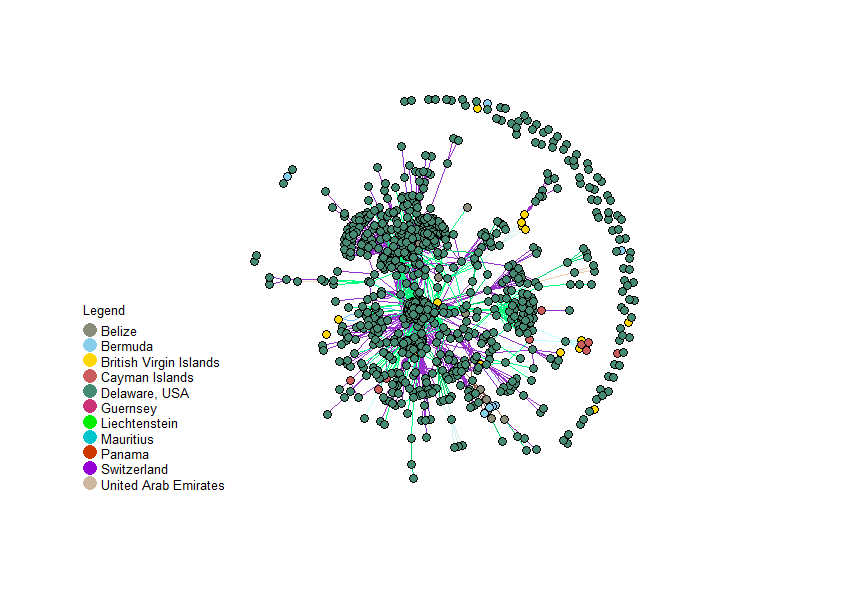 Legend
Belize
Bermuda
British Virgin Islands
Cayman Islands
Delaware, USA
Guernsey
Liechtenstein
Mauritius
Panama
Switzerland
United Arab Emirates